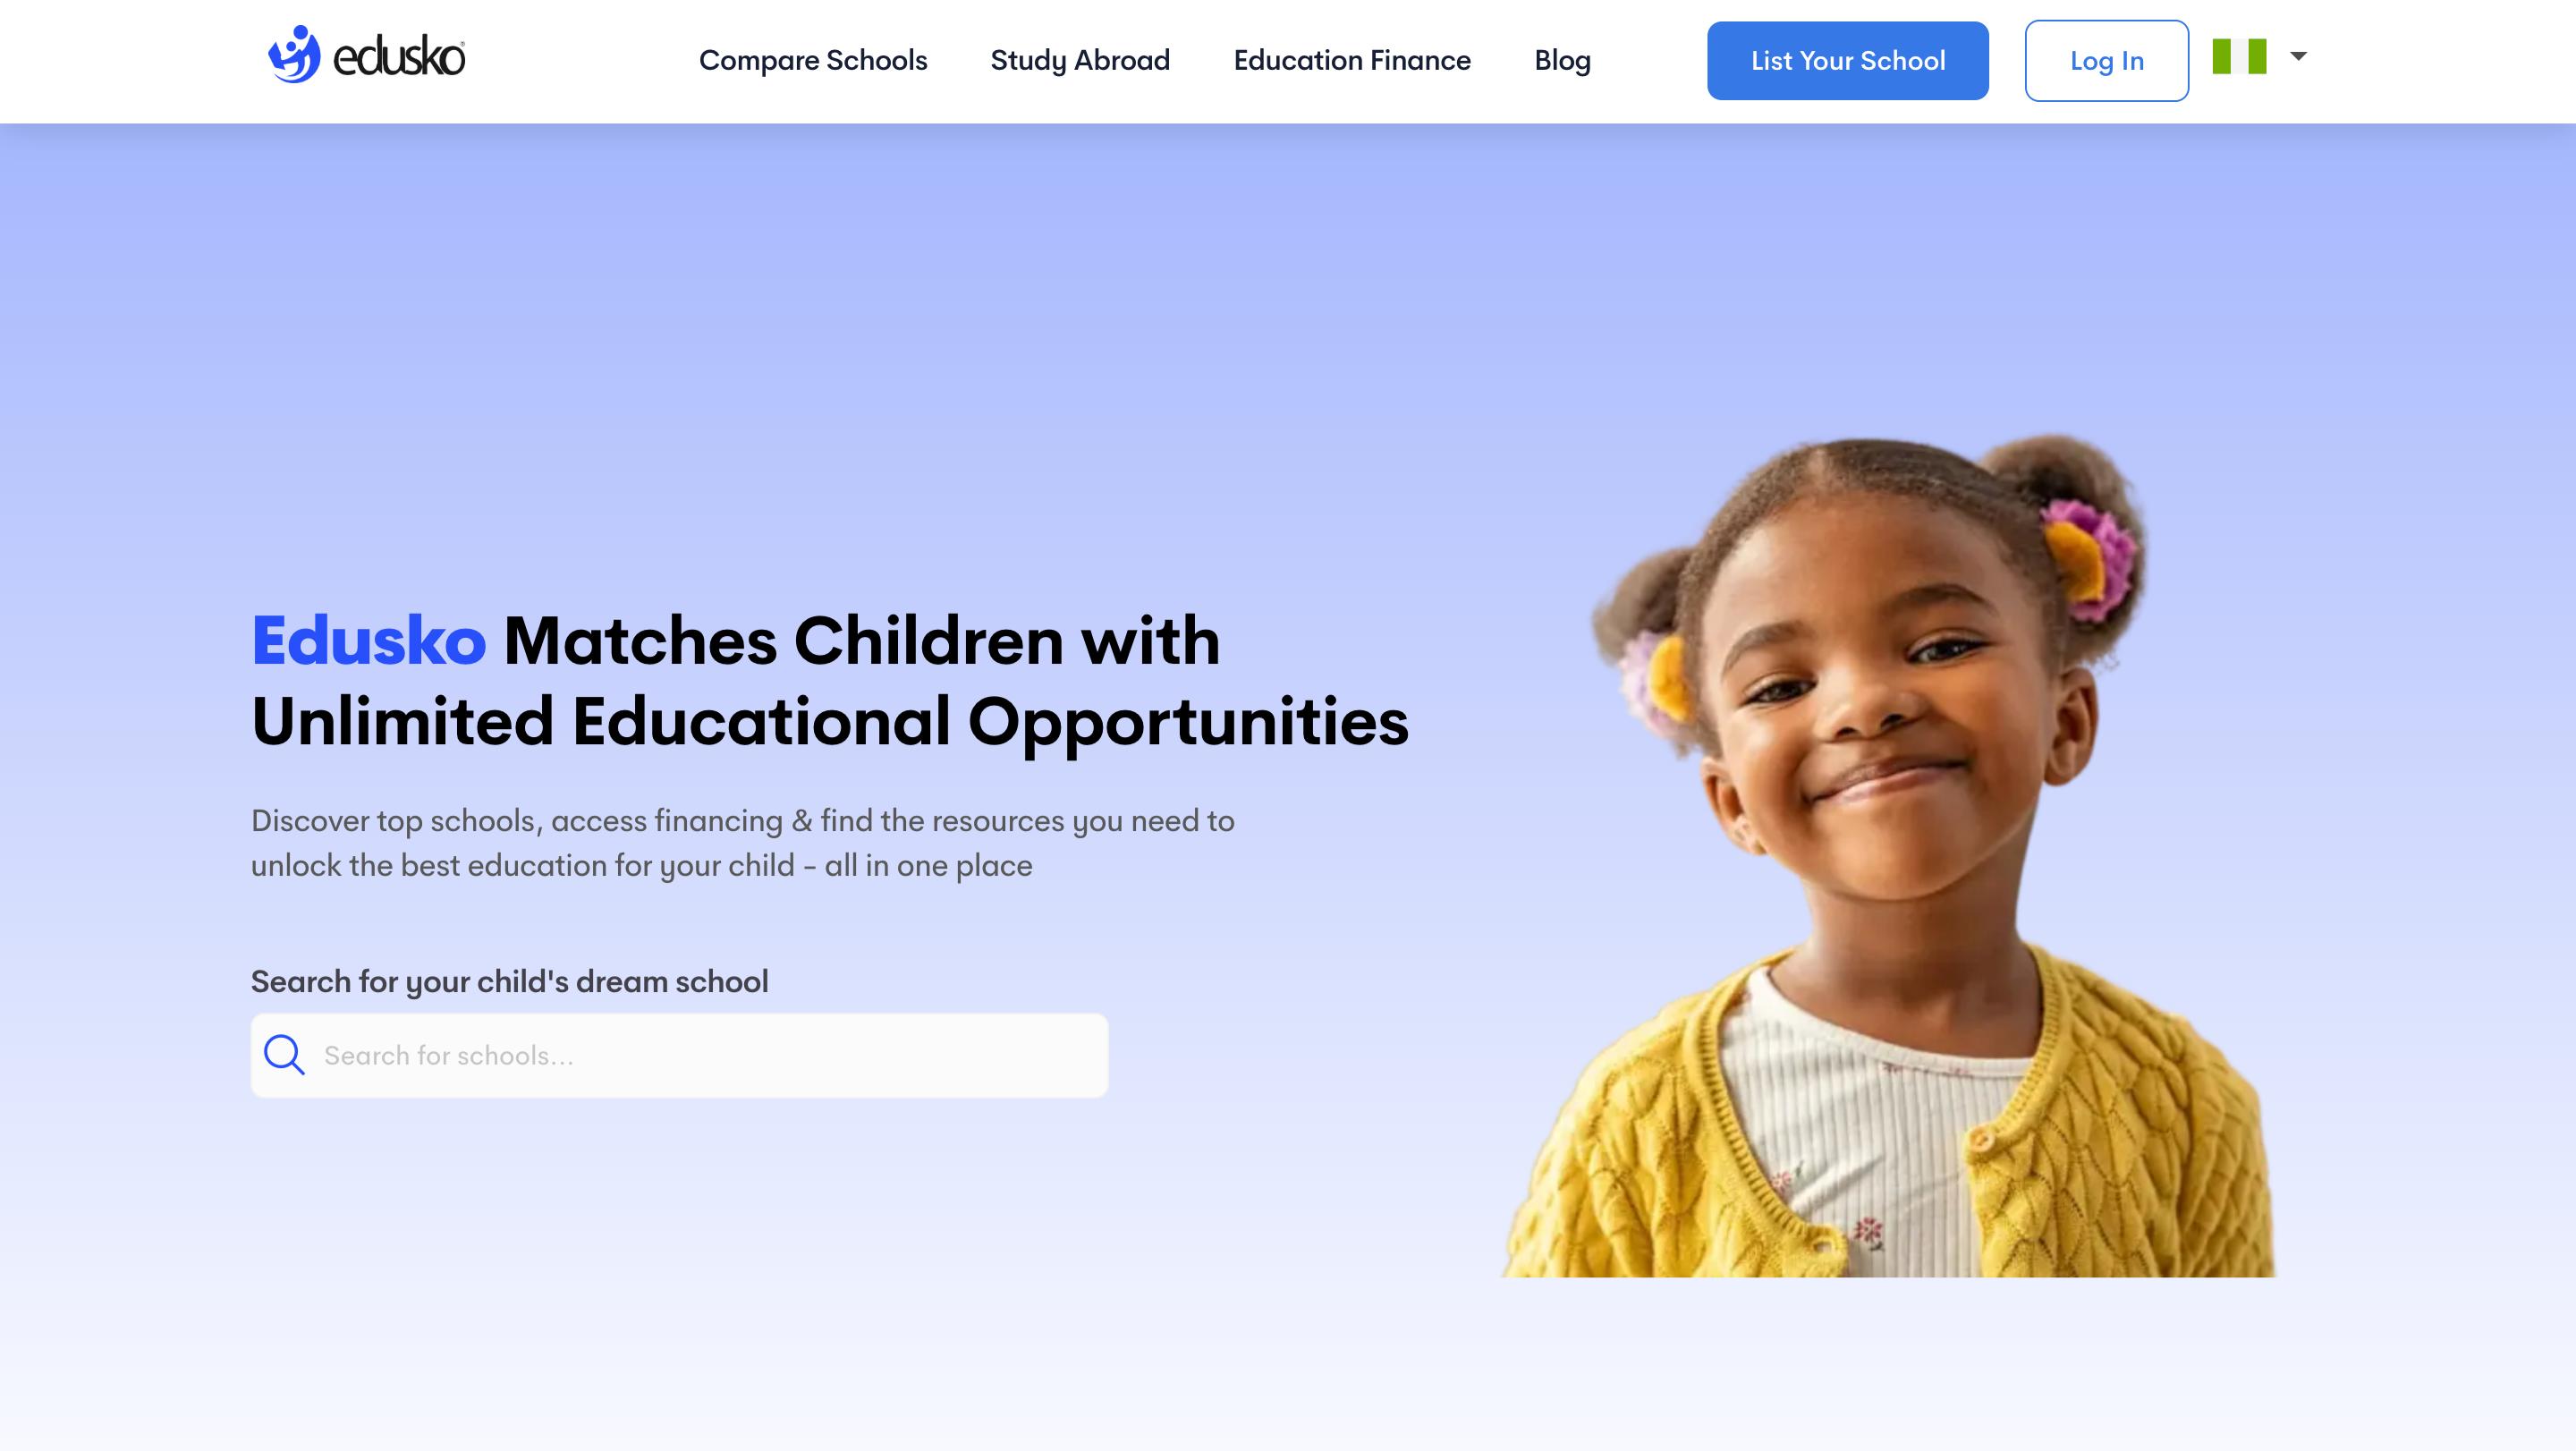 edusko
Compare Schools
Study Abroad
Education Finance
Blog
List Your School
Log In
Edusko Matches Children with
Unlimited Educational Opportunities
Discover top schools, access financing & find the resources you need to
unlock the best education for your child - all in one place
Search for your child's dream school
Search for schools...